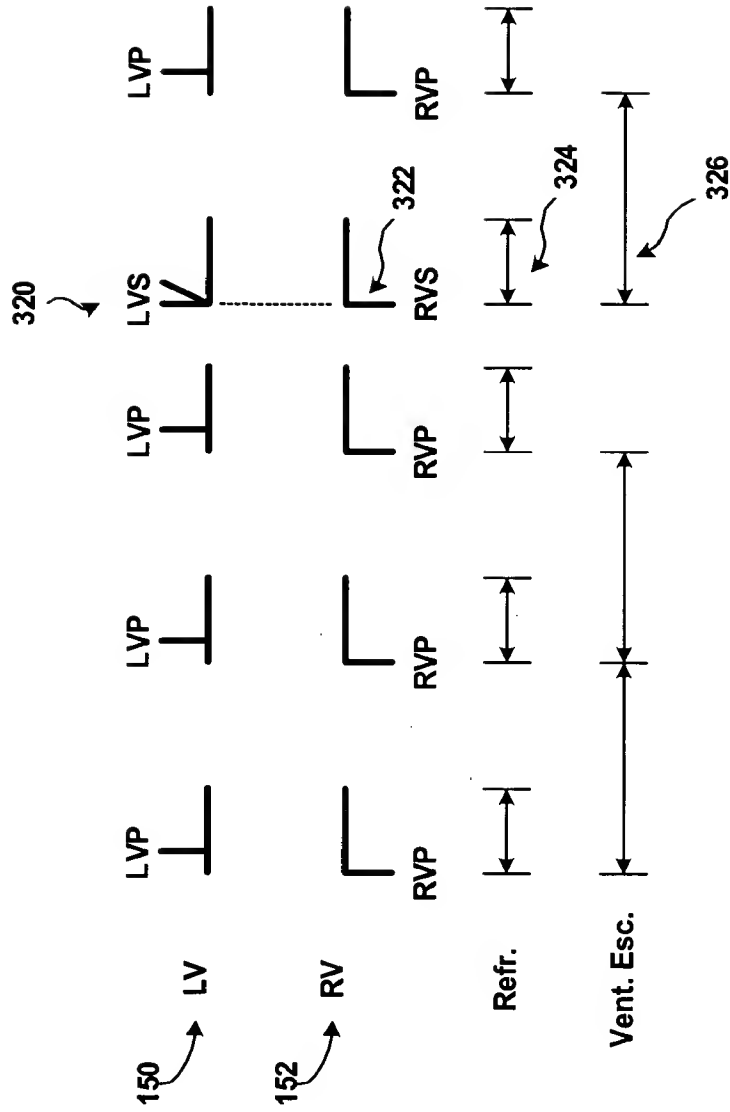 320
LVP LVP LVP LVS LVP
150 LV
152 RV
322
RVP RVP RVP RVS RVP
Refr.
324
Vent. Esc.
326